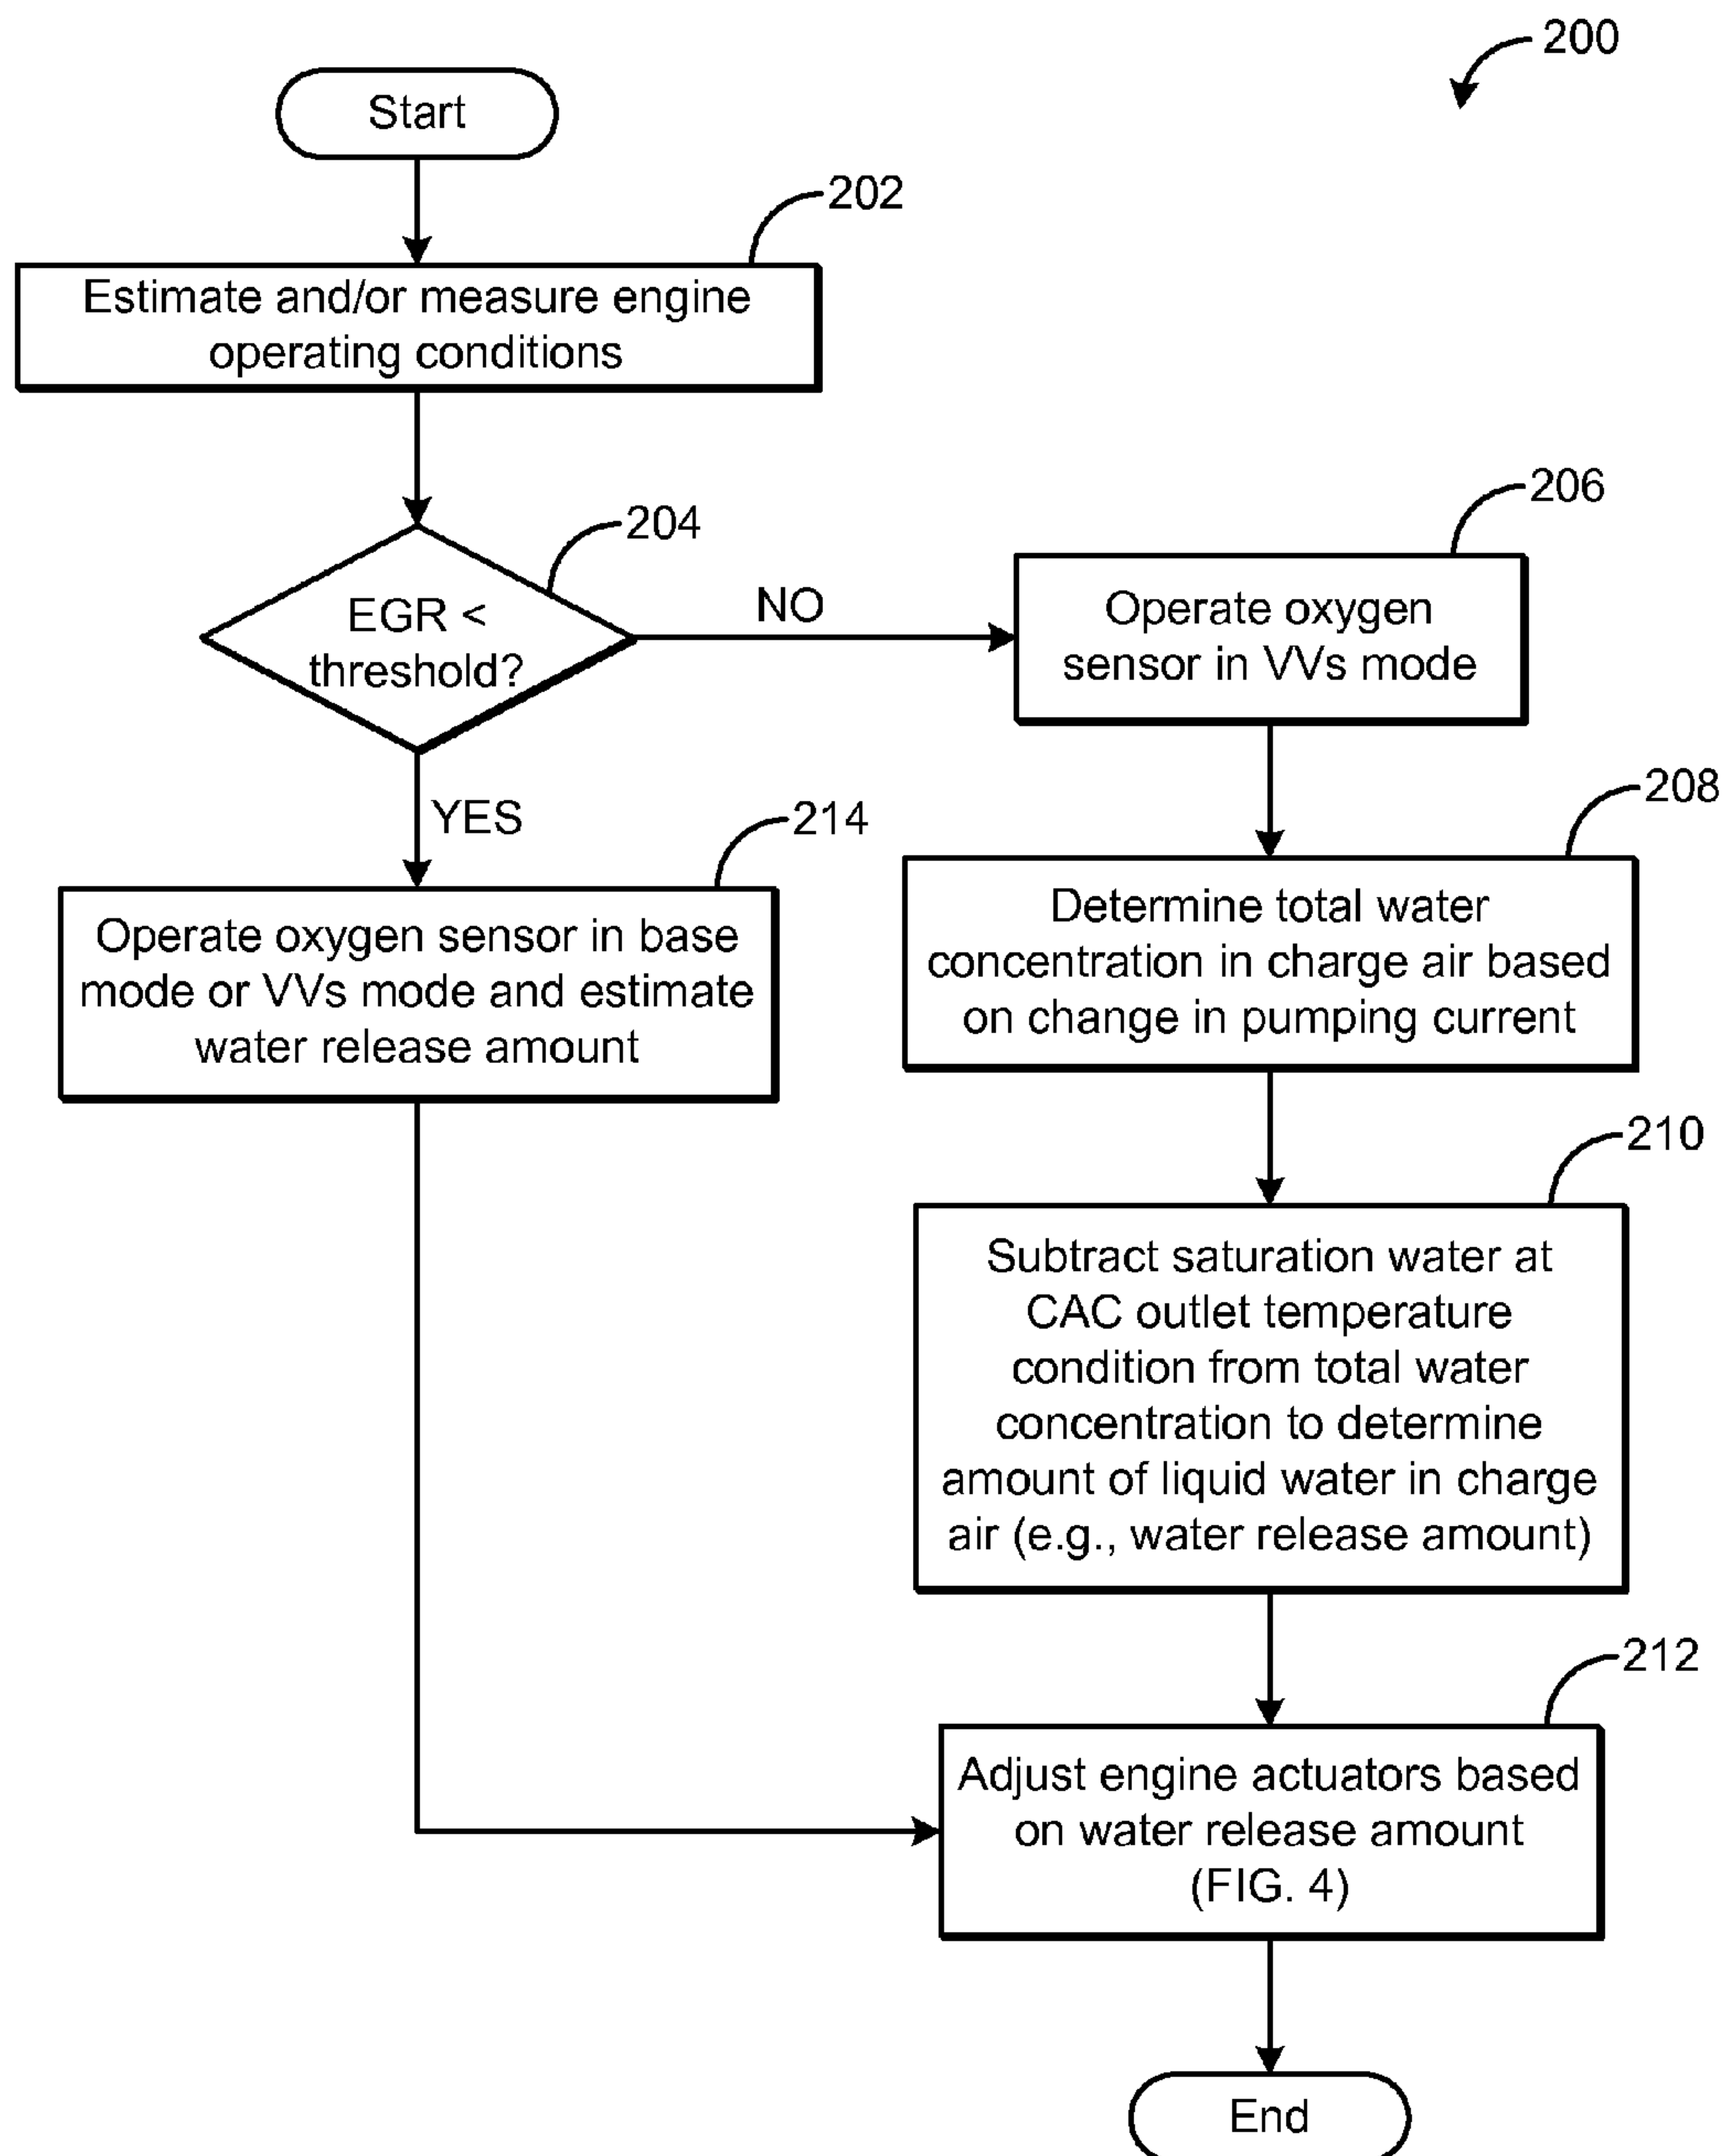 200
Start
202
Estimate and/or measure engine
operating conditions
204
EGR <
threshold?
NO
YES
206
Operate oxygen
sensor in VVs mode
208
Determine total water
concentration in charge air based
on change in pumping current
214
Operate oxygen sensor in base
mode or VVs mode and estimate
water release amount
210
Subtract saturation water at
CAC outlet temperature
condition from total water
concentration to determine
amount of liquid water in charge
air (e.g., water release amount)
212
Adjust engine actuators based
on water release amount
(FIG. 4)
End